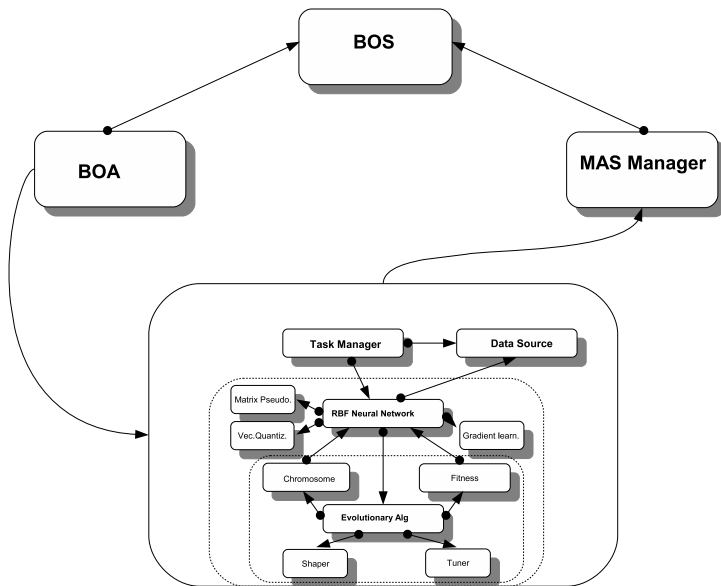 BOS
BOA
MAS Manager
Task Manager
Data Source
Matrix Pseudo.
RBF Neural Network
Vec.Quantiz.
Gradient learn.
Chromosome
Fitness
Evolutionary Alg
Shaper
Tuner